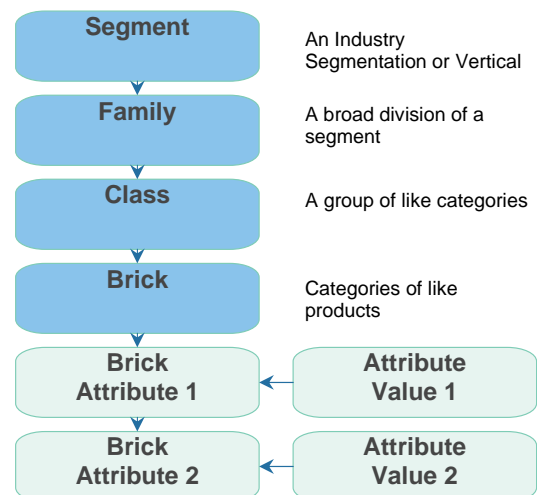 Segment
An Industry
Segmentation or Vertical
Family
A broad division of a
segment
Class
A group of like categories
Brick
Categories of like
products
Brick
Attribute 1
Attribute
Value 1
Brick
Attribute 2
Attribute
Value 2